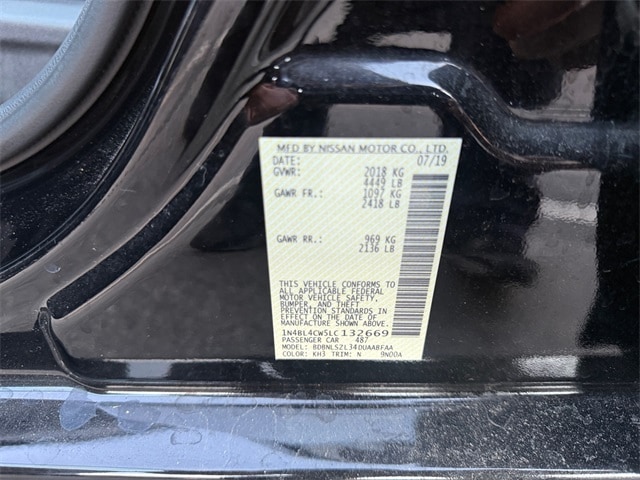 MFD BY NISSAN MOTOR CO., LTD.
DATE: 07/19
GVWR: 2018 KG
4449 LB
GAWR FR.: 1097 KG
2418 LB
GAWR RR.: 969 KG
2136 LB
THIS VEHICLE CONFORMS TO
ALL APPLICABLE FEDERAL
MOTOR VEHICLE SAFETY,
BUMPER, AND THEFT
PREVENTION STANDARDS IN
EFFECT ON THE DATE OF
MANUFACTURE SHOWN ABOVE.
1N4BL4CW5LC132669
PASSENGER CAR 487
MODEL: BDBNLSZL34DUAABFAA
COLOR: KH3 TRIM: N 9N00A